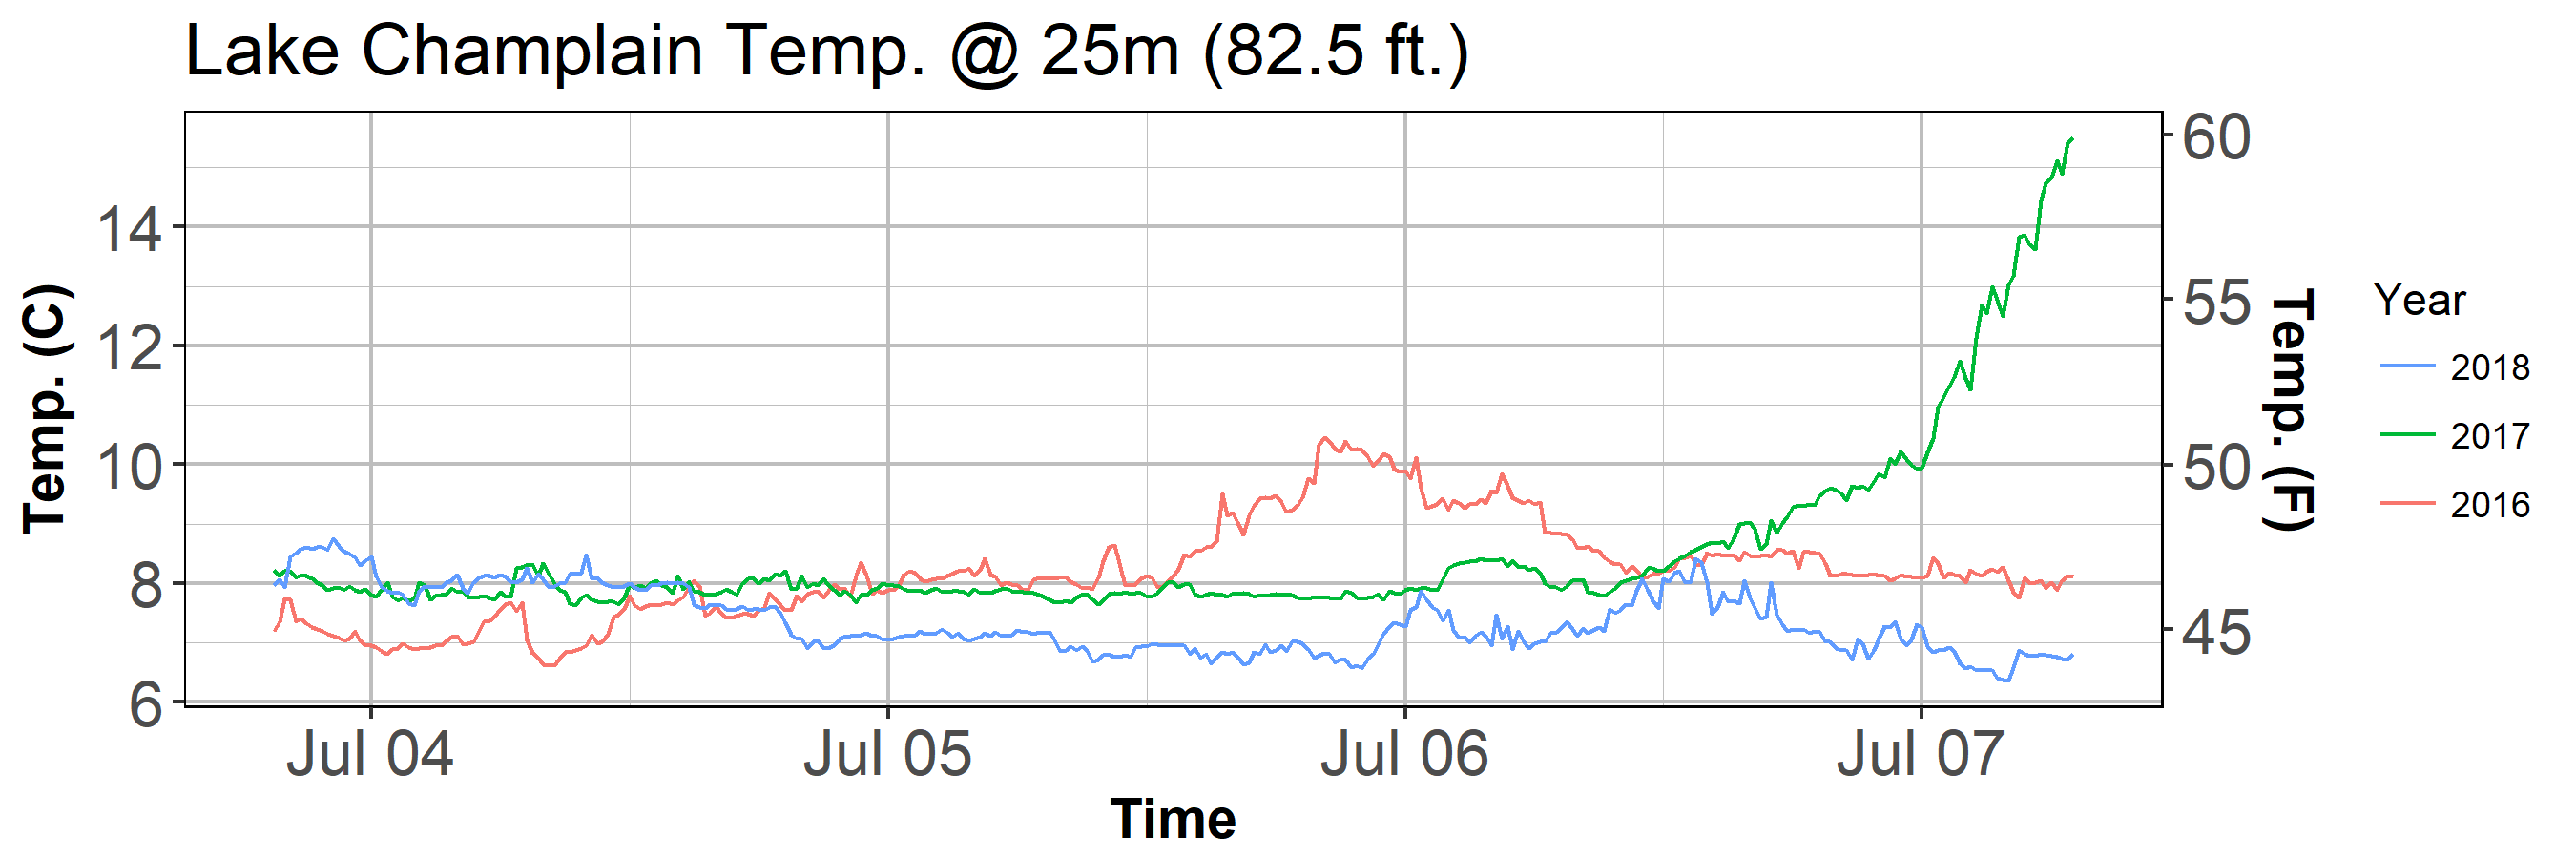 Lake Champlain Temp. @ 25m (82.5 ft.)
Temp. (C)
14
12
10
8
6
60
55
50
45
Temp. (F)
Jul 04 Jul 05 Jul 06 Jul 07
Time
Year
2018
2017
2016